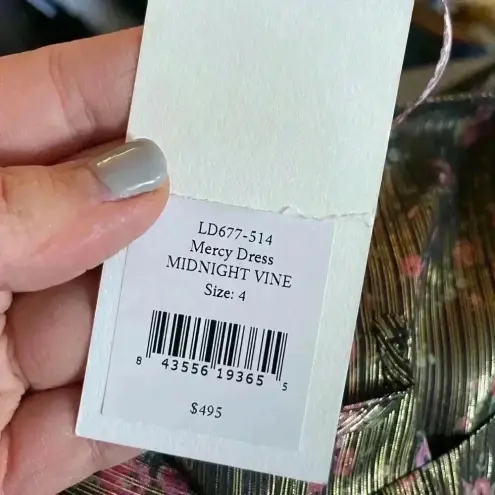 LD677-514
Mercy Dress
MIDNIGHT VINE
Size: 4
8 43556 19365 5
$495